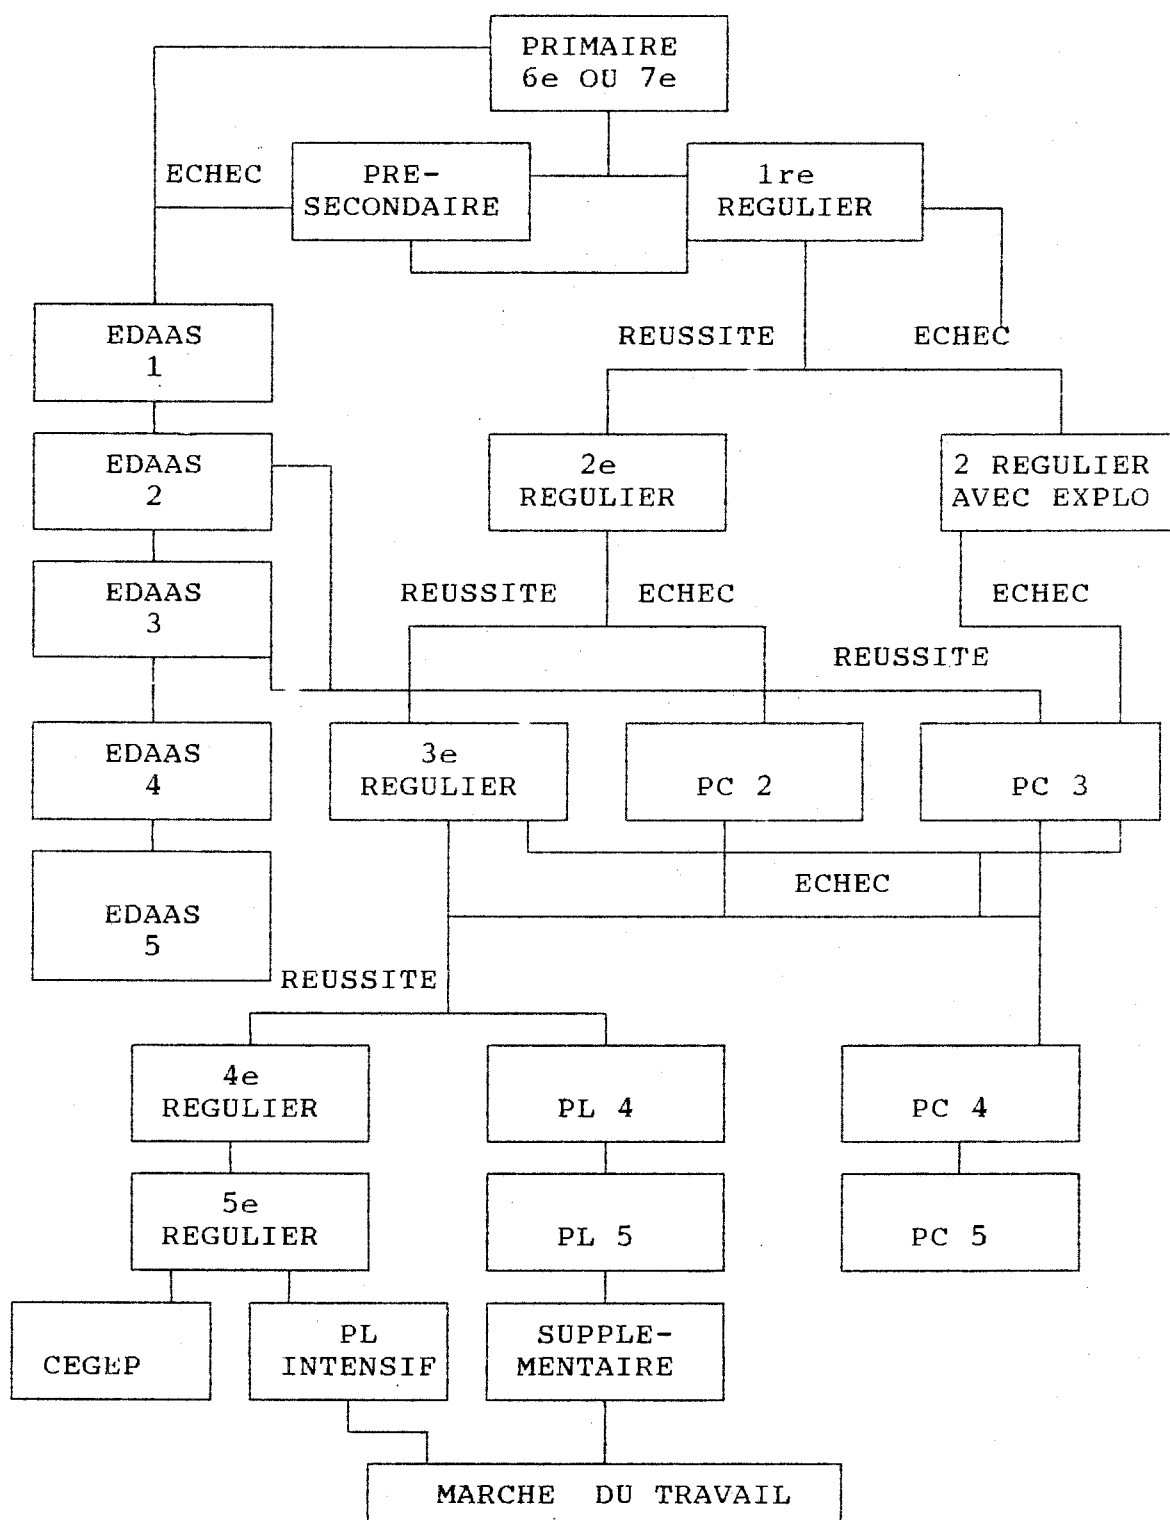 PRIMAIRE
6e OU 7e
ECHEC
PRE-
SECONDAIRE
1re
REGULIER
EDAAS
1
REUSSITE
ECHEC
EDAAS
2
2e
REGULIER
2 REGULIER
AVEC EXPLO
EDAAS
3
REUSSITE
ECHEC
ECHEC
REUSSITE
EDAAS
4
3e
REGULIER
PC 2
PC 3
ECHEC
EDAAS
5
REUSSITE
4e
REGULIER
PL 4
PC 4
5e
REGULIER
PL 5
PC 5
CEGEP
PL
INTENSIF
SUPPLE-
MENTAIRE
MARCHE DU TRAVAIL